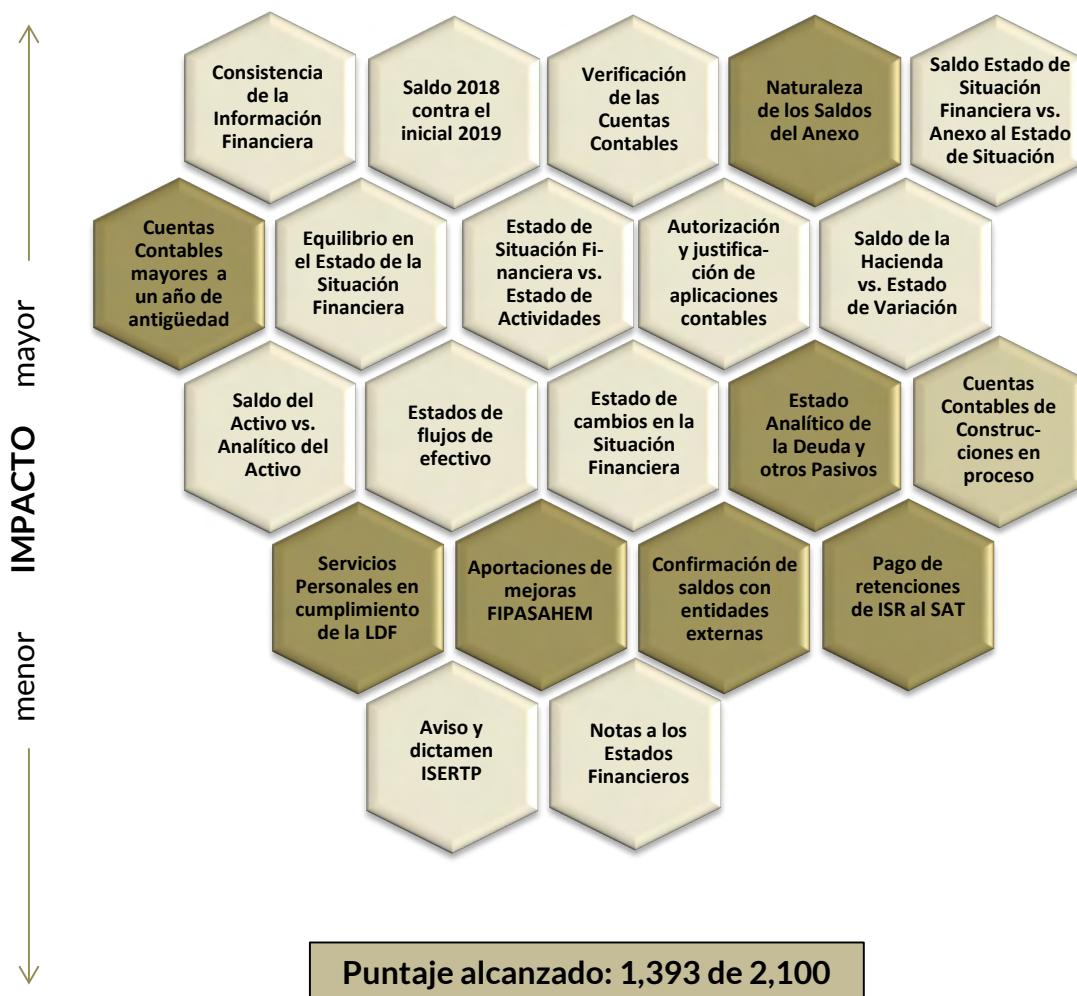 Consistencia
de la
Información
Financiera
Saldo 2018
contra el
inicial 2019
Verificación
de las
Cuentas
Contables
Naturaleza
de los Saldos
del Anexo
Saldo Estado de
Situación
Financiera vs.
Anexo al Estado
de Situación
Cuentas
Contables
mayores a
un año de
antigüedad
Equilibrio en
el Estado de la
Situación
Financiera
Estado de
Situación Fi-
nanciera vs.
Estado de
Actividades
Autorización
y justifica-
ción de
aplicaciones
contables
Saldo de la
Hacienda
vs. Estado
de Variación
Saldo del
Activo vs.
Analítico del
Activo
Estados de
flujos de
efectivo
Estado de
cambios en la
Situación
Financiera
Estado
Analítico de
la Deuda y
otros Pasivos
Cuentas
Contables de
Construc-
ciones en
proceso
Servicios
Personales en
cumplimiento
de la LDF
Aportaciones de
mejoras
FIPASAHEM
Confirmación de
saldos con
entidades
externas
Pago de
retenciones
de ISR al SAT
Aviso y
dictamen
ISERTP
Notas a los
Estados
Financieros
menor IMPACTO mayor
Puntaje alcanzado: 1,393 de 2,100